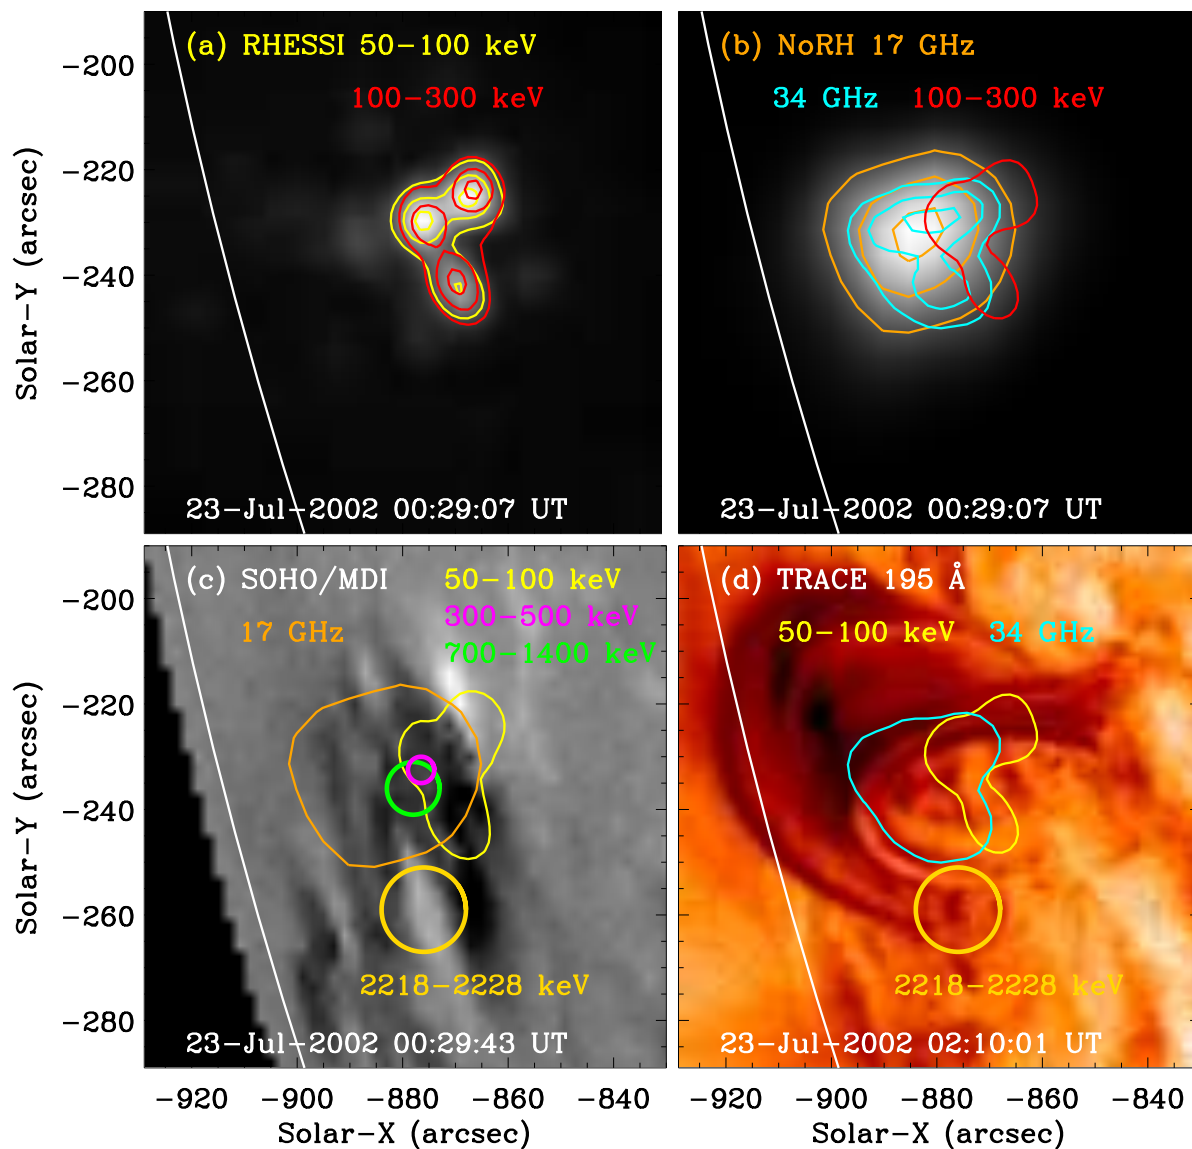 (a) RHESSI 50-100 keV
100-300 keV
(b) NoRH 17 GHz
34 GHz 100-300 keV
-200
-220
-240
-260
-280
Solar-Y (arcsec)
23-Jul-2002 00:29:07 UT
23-Jul-2002 00:29:07 UT
(c) SOHO/MDI 50-100 keV
300-500 keV
17 GHz
700-1400 keV
(d) TRACE 195 Å
50-100 keV 34 GHz
-200
-220
-240
-260
-280
Solar-Y (arcsec)
2218-2228 keV
2218-2228 keV
23-Jul-2002 00:29:43 UT
23-Jul-2002 02:10:01 UT
-920 -900 -880 -860 -840
-920 -900 -880 -860 -840
Solar-X (arcsec)
Solar-X (arcsec)